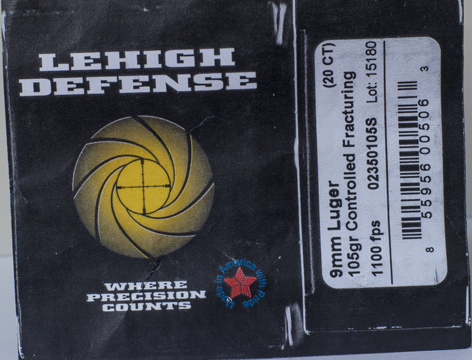 LEHIGH
DEFENSE
WHERE
PRECISION
COUNTS
Made in America with Pride
9mm Luger (20 CT)
105gr Controlled Fracturing
1100 fps 02350105S Lot: 15180
8 55956 00506 3